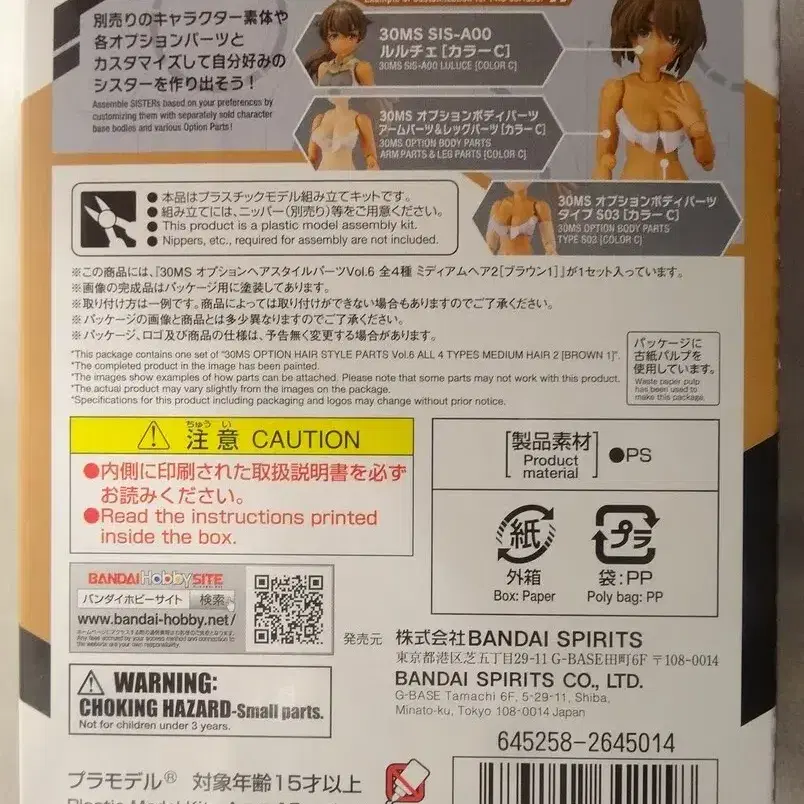 別売りのキャラクター素体や
各オプションパーツと
カスタマイズして自分好みの
シスターを作り出そう！
Assemble SISTERs based on your preferences by
customizing them with separately sold character
base bodies and various Option Parts!
30MS SIS-A00
ルルチェ［カラーC］
30MS SIS-A00 LULUCE [COLOR C]
30MS オプションボディパーツ
アームパーツ&レッグパーツ［カラーC］
30MS OPTION BODY PARTS
ARM PARTS & LEG PARTS [COLOR C]
30MS オプションボディパーツ
タイプ S03［カラーC］
30MS OPTION BODY PARTS
TYPE S03 [COLOR C]
●本品はプラスチックモデル組み立てキットです。
●組み立てには、ニッパー（別売り）等をご用意ください。
●This product is a plastic model assembly kit.
●Nippers, etc., required for assembly are not included.
※この商品には、『30MS オプションヘアスタイルパーツVol.6 全4種 ミディアムヘア2［ブラウン1］』が1セット入っています。
※画像の完成品はパッケージ用に塗装してあります。
※取り付け方は一例です。商品によっては取り付けができない場合もありますのでご了承ください。
※パッケージの画像と商品とは多少異なりますのでご了承ください。
※パッケージ、ロゴ及び商品の仕様は、予告無く変更する場合があります。
*This package contains one set of "30MS OPTION HAIR STYLE PARTS Vol.6 ALL 4 TYPES MEDIUM HAIR 2 [BROWN 1]".
*The completed product in the image has been painted.
*The images show examples of how parts can be attached. Please note that some parts may not work with this product.
*The actual product may vary slightly from the images on the package.
*Specifications for this product including packaging and logos may change without prior notice.
パッケージに
古紙パルプを
使用しています。
Waste paper pulp
has been used to
make this package.
ちゅう い
注意 CAUTION
●内側に印刷された取扱説明書を必ず
お読みください。
●Read the instructions printed
inside the box.
[製品素材]
Product
material
●PS
紙
外箱
Box: Paper
プラ
袋:PP
Poly bag: PP
BANDAI Hobby SITE
バンダイホビーサイト 検索
www.bandai-hobby.net/
発売元
株式会社BANDAI SPIRITS
東京都港区芝五丁目29-11 G-BASE田町6F 〒108-0014
BANDAI SPIRITS CO., LTD.
G-BASE Tamachi 6F, 5-29-11, Shiba,
Minato-ku, Tokyo 108-0014 Japan
WARNING:
CHOKING HAZARD-Small parts.
Not for children under 3 years.
645258-2645014
プラモデル® 対象年齢15才以上